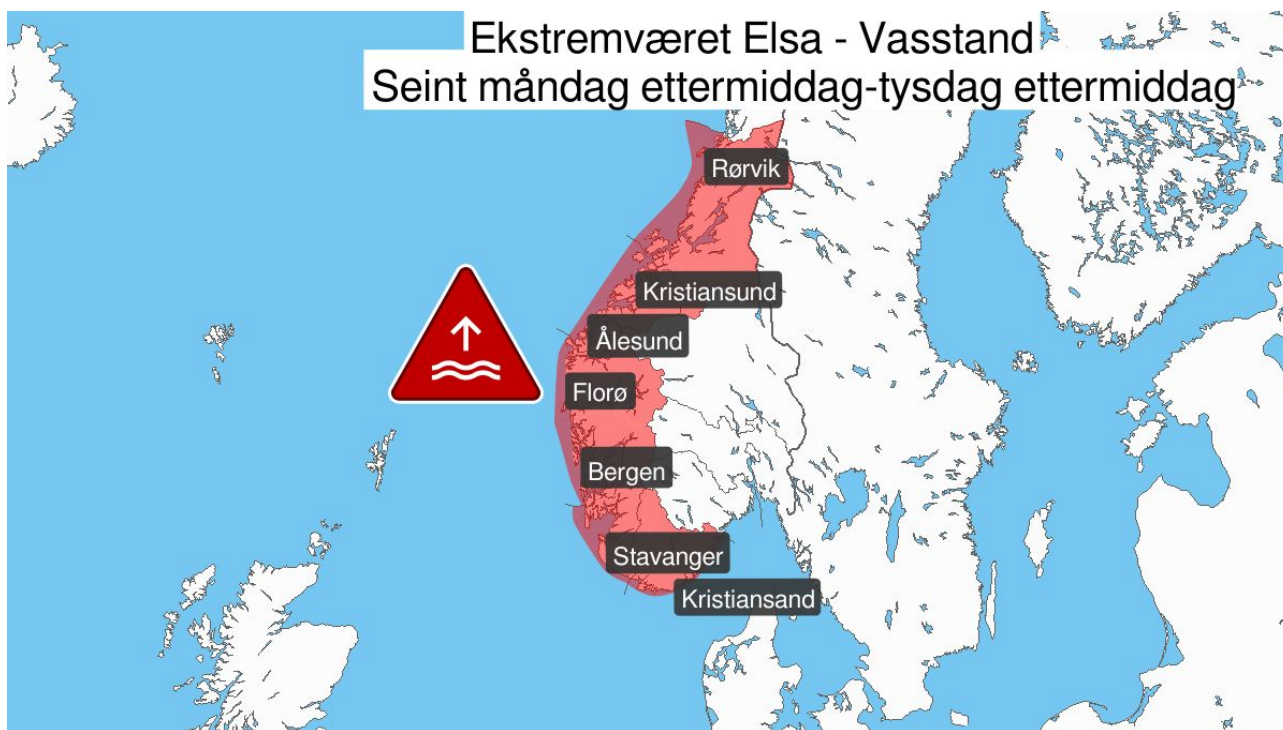 Ekstremværet Elsa - Vasstand
Seint måndag ettermiddag-tysdag ettermiddag
Rørvik
Kristiansund
Ålesund
Florø
Bergen
Stavanger
Kristiansand